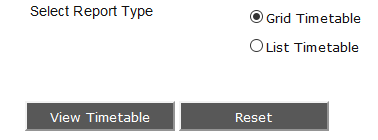 Select Report Type
Grid Timetable
List Timetable
View Timetable
Reset